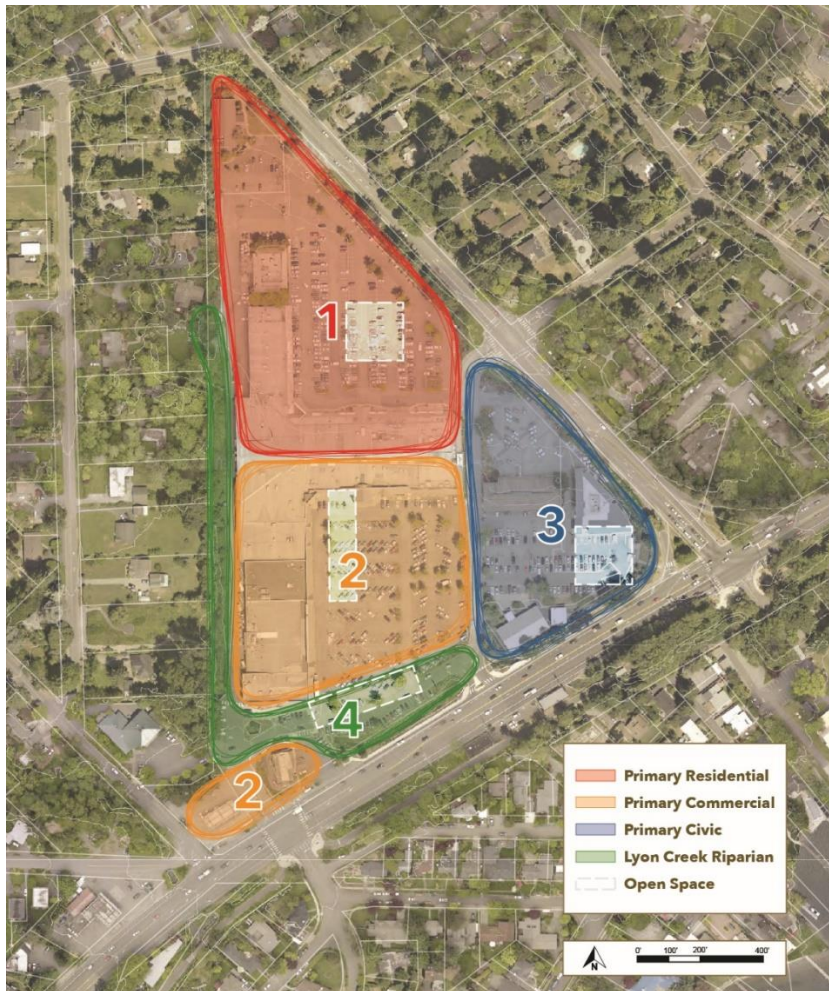 1
2
3
4
2
Primary Residential
Primary Commercial
Primary Civic
Lyon Creek Riparian
Open Space
N
0' 100' 200' 400'